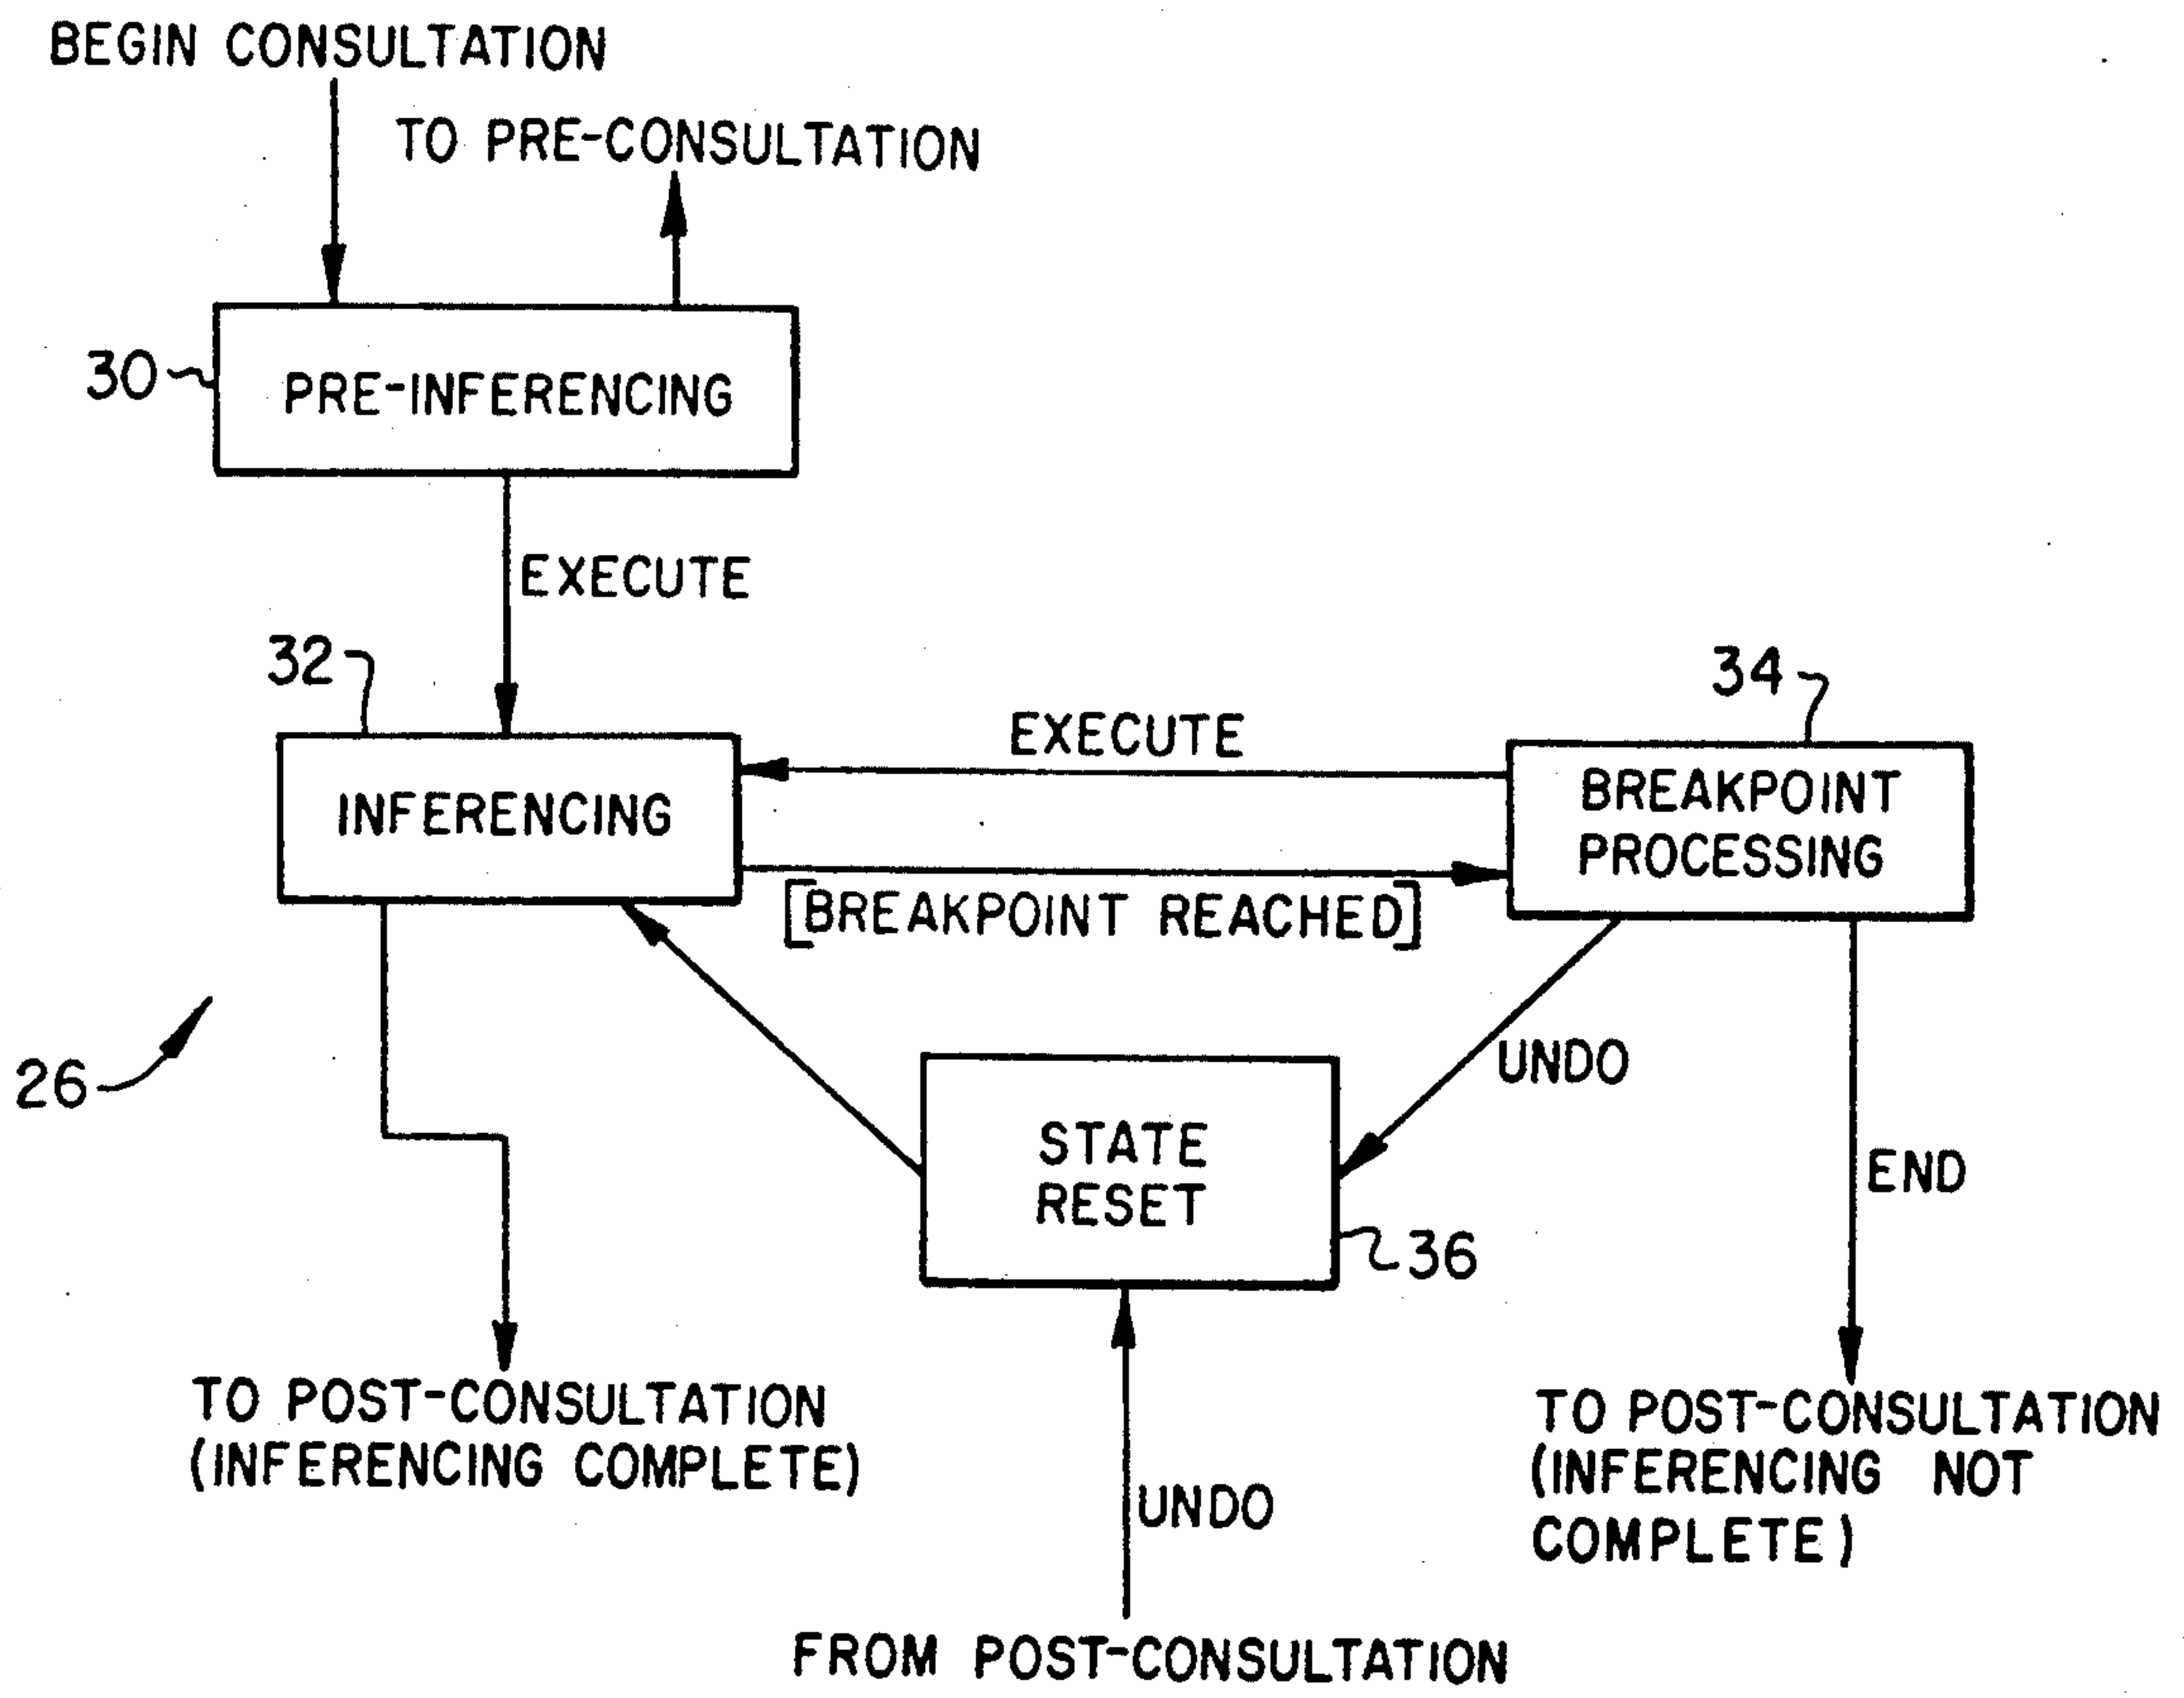 BEGIN CONSULTATION
TO PRE-CONSULTATION
30
PRE-INFERENCING
EXECUTE
32
34
EXECUTE
INFERENCING
BREAKPOINT
PROCESSING
[BREAKPOINT REACHED]
26
UNDO
STATE
RESET
END
36
TO POST-CONSULTATION
(INFERENCING COMPLETE)
TO POST-CONSULTATION
(INFERENCING NOT
COMPLETE)
UNDO
FROM POST-CONSULTATION